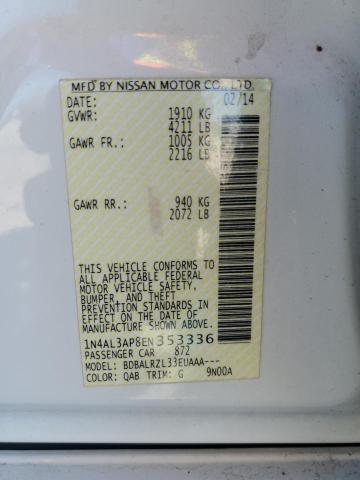 MFD BY NISSAN MOTOR CO., LTD.
DATE: 02/14
GVWR: 1910 KG
4211 LB
GAWR FR.: 1005 KG
2216 LB
GAWR RR.: 940 KG
2072 LB
THIS VEHICLE CONFORMS TO
ALL APPLICABLE FEDERAL
MOTOR VEHICLE SAFETY,
BUMPER, AND THEFT
PREVENTION STANDARDS
IN EFFECT ON THE DATE OF
MANUFACTURE SHOWN ABOVE.
1N4AL3AP8EN353336
PASSENGER CAR 872
MODEL: BDBALRZL33EUAAA---
COLOR: QAB TRIM: G 9N00A